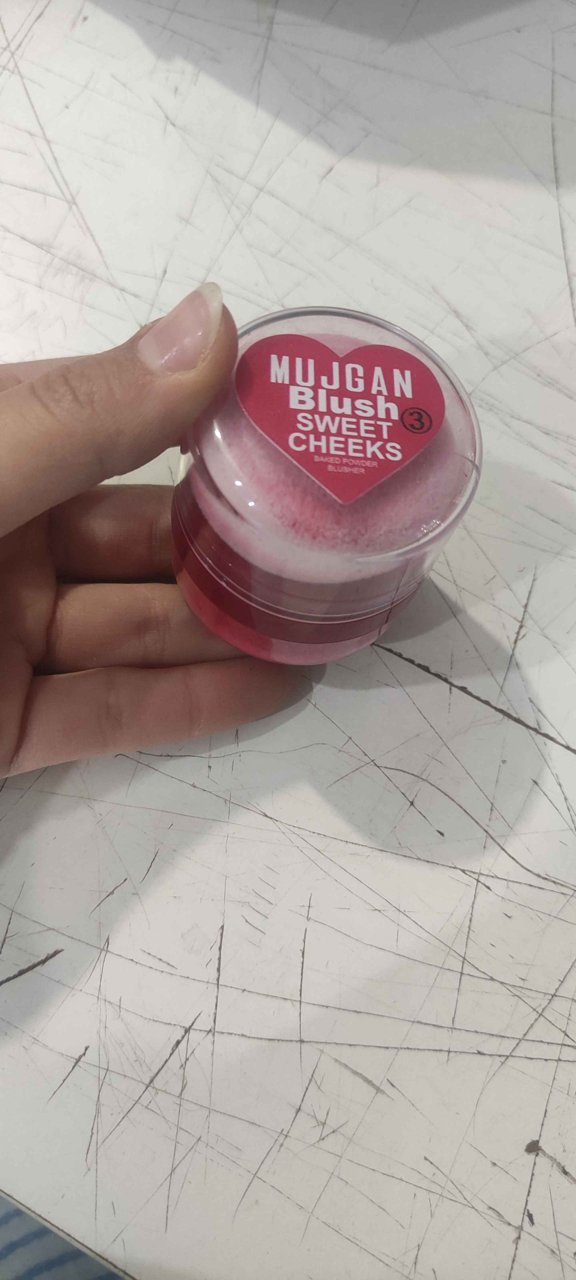 MUJGAN
Blush
3
SWEET
CHEEKS
BAKED POWDER
BLUSHER